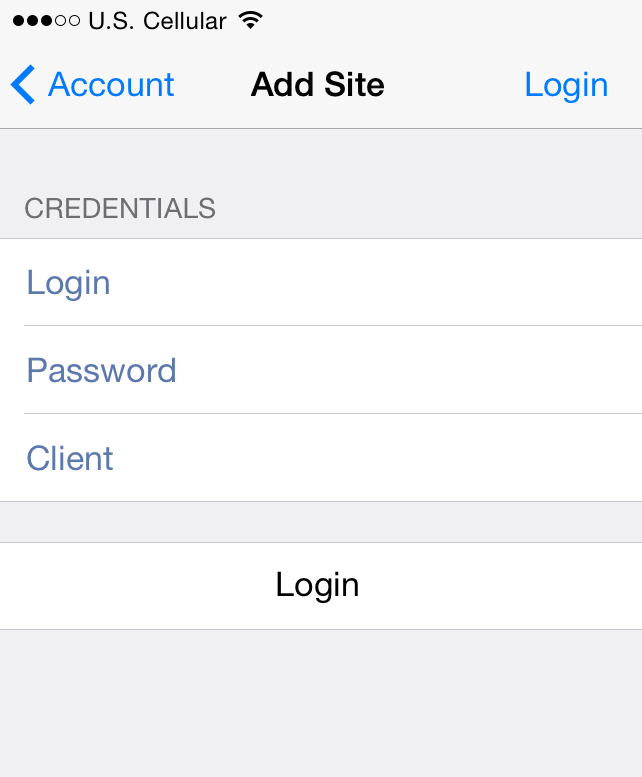 U.S. Cellular
Account Add Site Login
CREDENTIALS
Login
Password
Client
Login